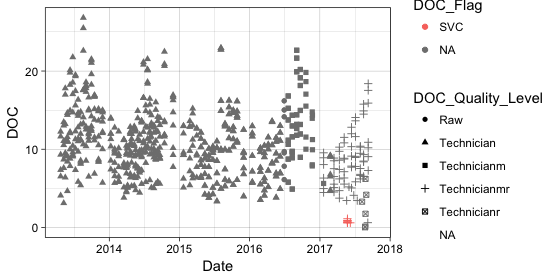 DOC
20
10
0
2014
2015
2016
2017
2018
Date
DOC_Flag
SVC
NA
DOC_Quality_Level
Raw
Technician
Technicianm
Technicianmr
Technicianr
NA